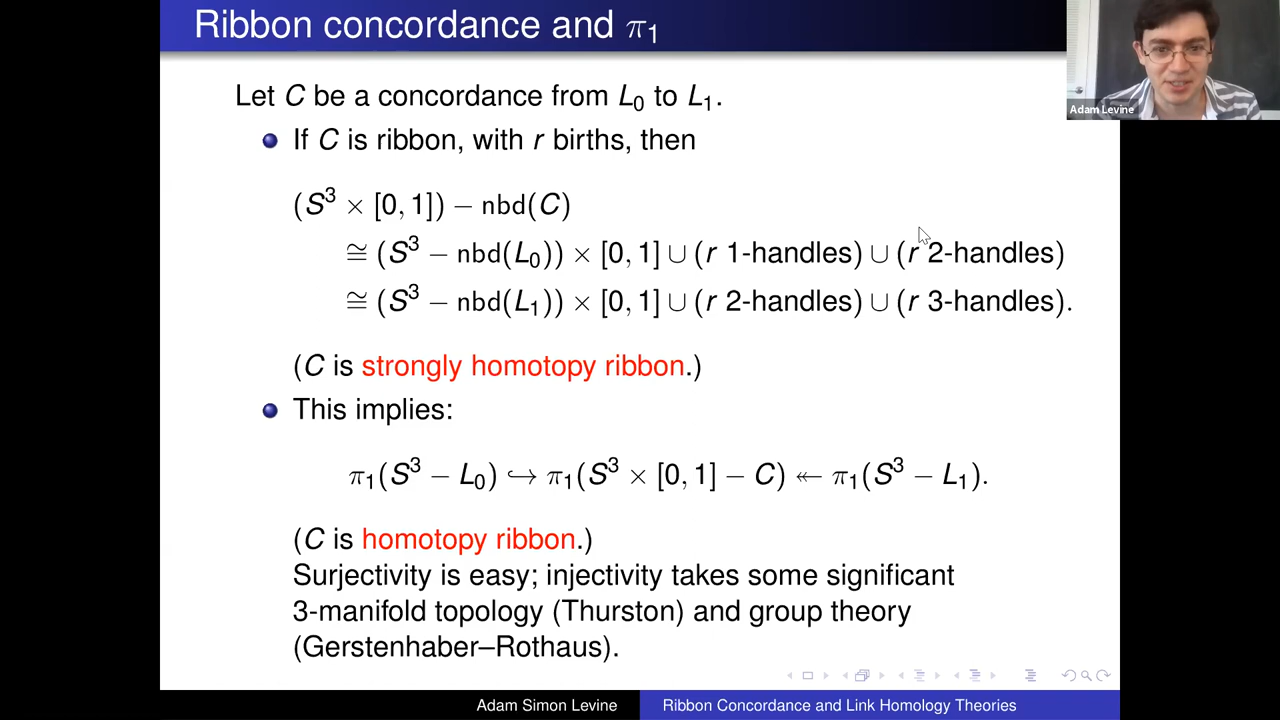 Ribbon concordance and π₁
Adam Levine
Let C be a concordance from L₀ to L₁.
If C is ribbon, with r births, then
(S³ × [0, 1]) − nbd(C)
≅ (S³ − nbd(L₀)) × [0, 1] ∪ (r 1-handles) ∪ (r 2-handles)
≅ (S³ − nbd(L₁)) × [0, 1] ∪ (r 2-handles) ∪ (r 3-handles).
(C is strongly homotopy ribbon.)
This implies:
π₁(S³ − L₀) ↪ π₁(S³ × [0, 1] − C) ↞ π₁(S³ − L₁).
(C is homotopy ribbon.)
Surjectivity is easy; injectivity takes some significant
3-manifold topology (Thurston) and group theory
(Gerstenhaber–Rothaus).
Adam Simon Levine
Ribbon Concordance and Link Homology Theories